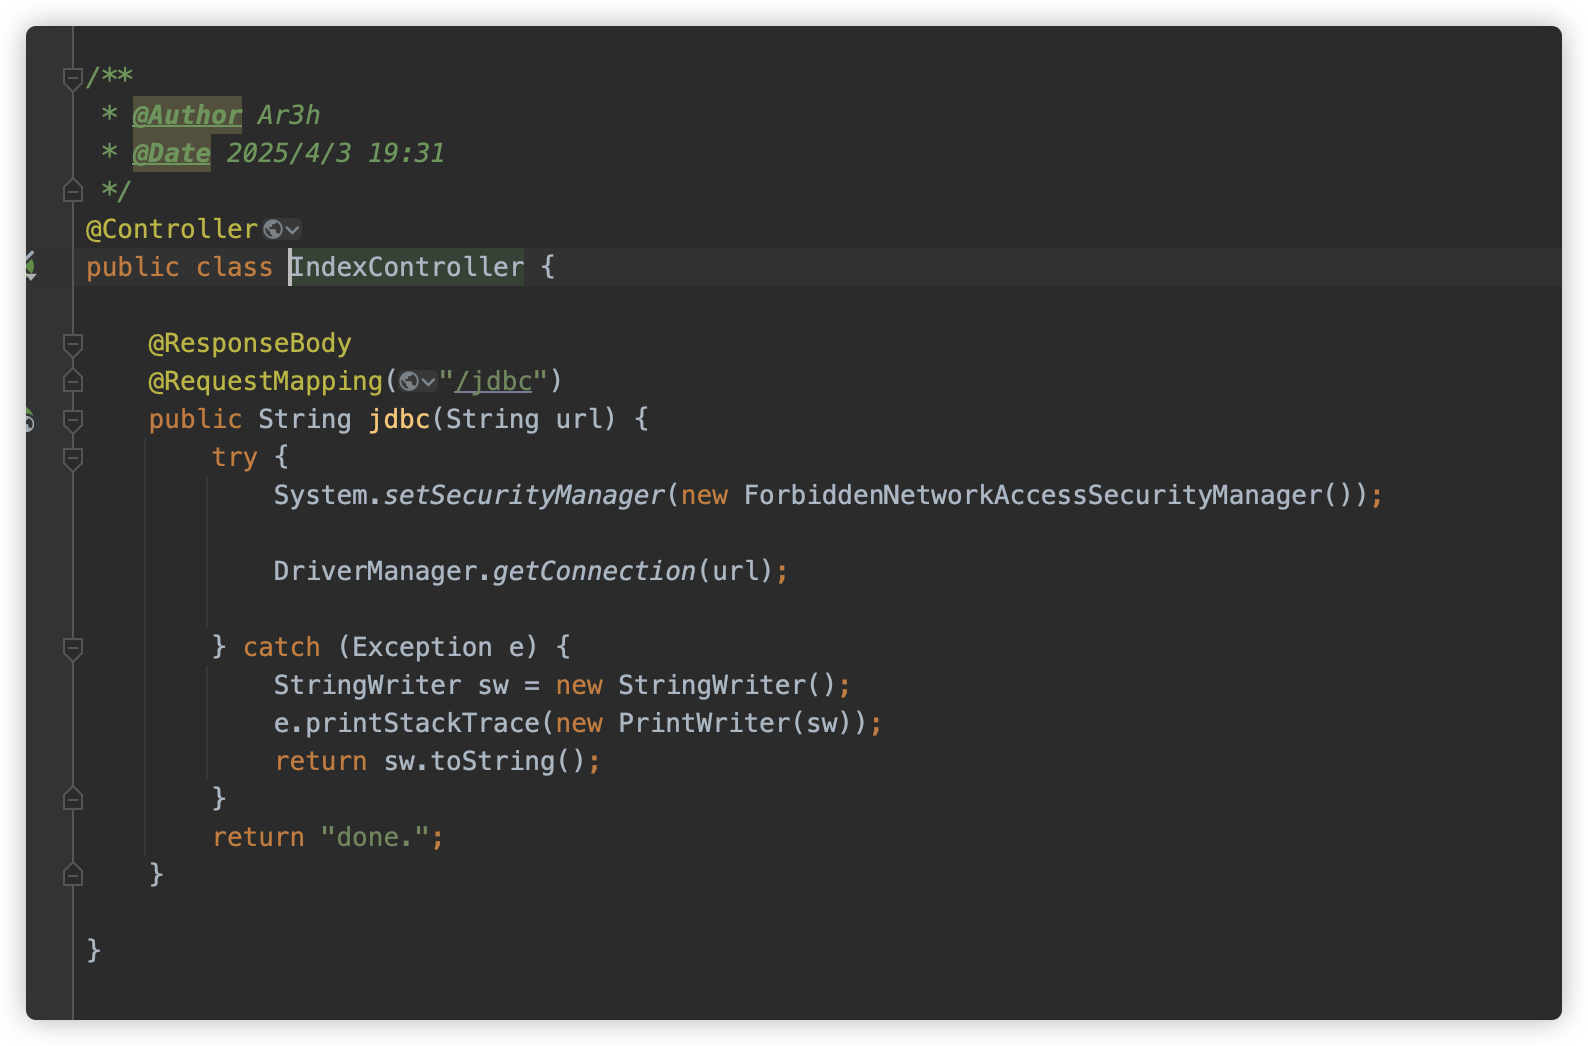 /**
 * @Author Ar3h
 * @Date 2025/4/3 19:31
 */
@Controller
public class IndexController {
    @ResponseBody
    @RequestMapping("/jdbc")
    public String jdbc(String url) {
        try {
            System.setSecurityManager(new ForbiddenNetworkAccessSecurityManager());
            DriverManager.getConnection(url);
        } catch (Exception e) {
            StringWriter sw = new StringWriter();
            e.printStackTrace(new PrintWriter(sw));
            return sw.toString();
        }
        return "done.";
    }
}